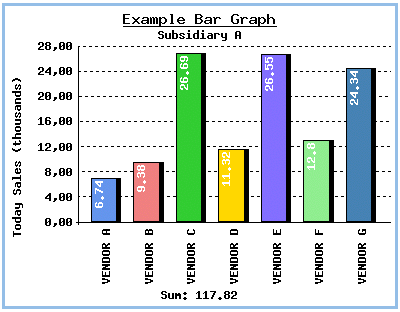 Example Bar Graph
Subsidiary A
Today Sales (thousands)
28,00
24,00
20,00
16,00
12,00
8,00
4,00
0,00
6.74
9.38
26.69
11.32
26.55
12.8
24.34
VENDOR A
VENDOR B
VENDOR C
VENDOR D
VENDOR E
VENDOR F
VENDOR G
Sum: 117.82